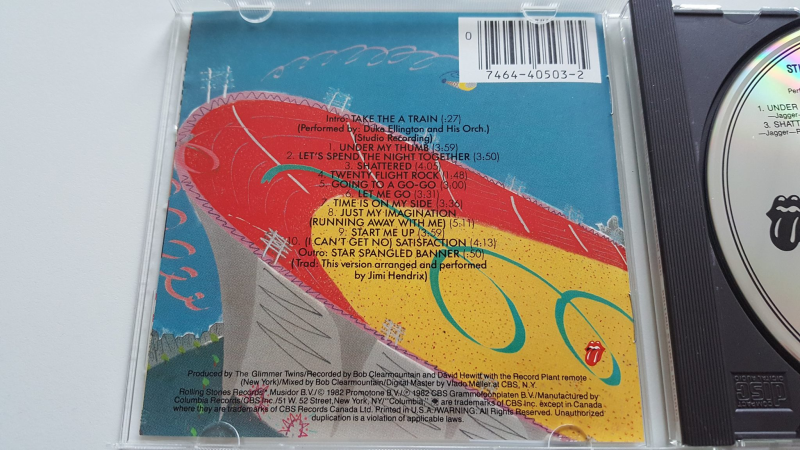 0
7464-40503-2
Intro: TAKE THE A TRAIN (:27)
(Performed by: Duke Ellington and His Orch.)
(Studio Recording)
1. UNDER MY THUMB (3:59)
2. LET'S SPEND THE NIGHT TOGETHER (3:50)
3. SHATTERED (4:05)
4. TWENTY FLIGHT ROCK (1:48)
5. GOING TO A GO-GO (3:00)
6. LET ME GO (3:31)
TIME IS ON MY SIDE (3:36)
8. JUST MY IMAGINATION
(RUNNING AWAY WITH ME) (5:11)
9. START ME UP (3:59)
10. (I CAN'T GET NO) SATISFACTION (4:13)
Outro: STAR SPANGLED BANNER (:50)
(Trad: This version arranged and performed
by Jimi Hendrix)
Produced by The Glimmer Twins/Recorded by Bob Clearmountain and David Hewitt with the Record Plant remote
(New York)/Mixed by Bob Clearmountain/Digital Master by Vlado Meller at CBS, N.Y.
Rolling Stones Records, Musidor B.V./© 1982 Promotone B.V./℗ 1982 CBS Grammofoonplaten B.V./Manufactured by
Columbia Records/CBS Inc./51 W. 52 Street, New York, NY/"Columbia," are trademarks of CBS Inc. except in Canada
where they are trademarks of CBS Records Canada Ltd. Printed in U.S.A./WARNING: All Rights Reserved. Unauthorized
duplication is a violation of applicable laws.
ST
Per
1. UNDER
—Jagger-
3. SHATT
—Jagger—R